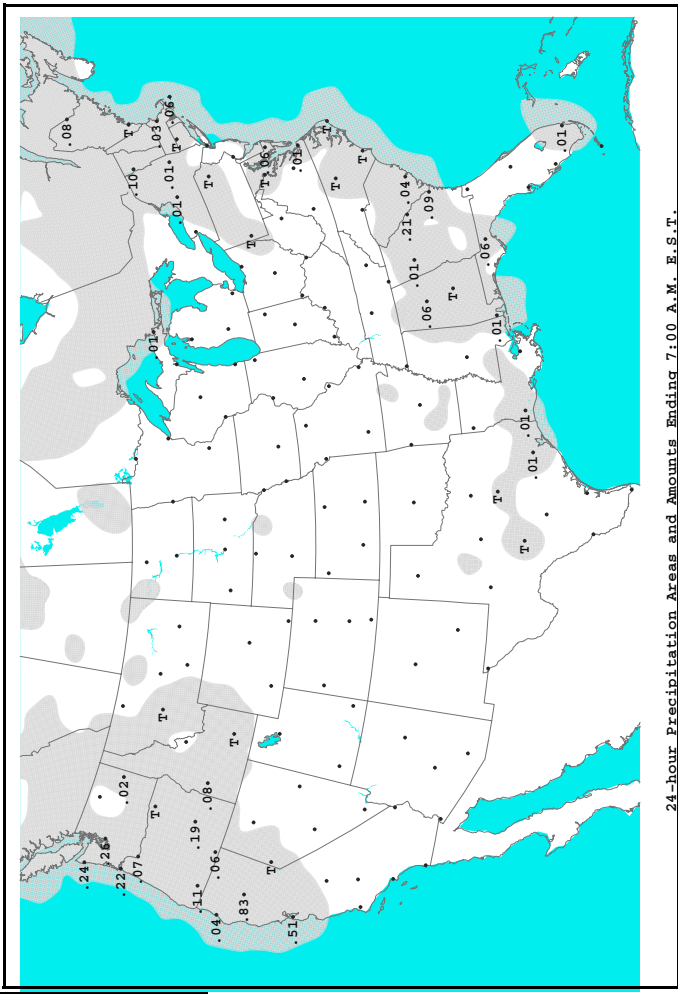 .08
.24
.26
.22
.02
T
.10
.07
.01
T
.03
T
.01
.06
T
.01
.19
.11
.08
T
.06
.04
T
.83
T
T
.06
T
.51
.01
T
T
T
.04
.21
.01
.06
.09
T
.06
.01
T
T
.01
.01
.01
24-hour Precipitation Areas and Amounts Ending 7:00 A.M. E.S.T.